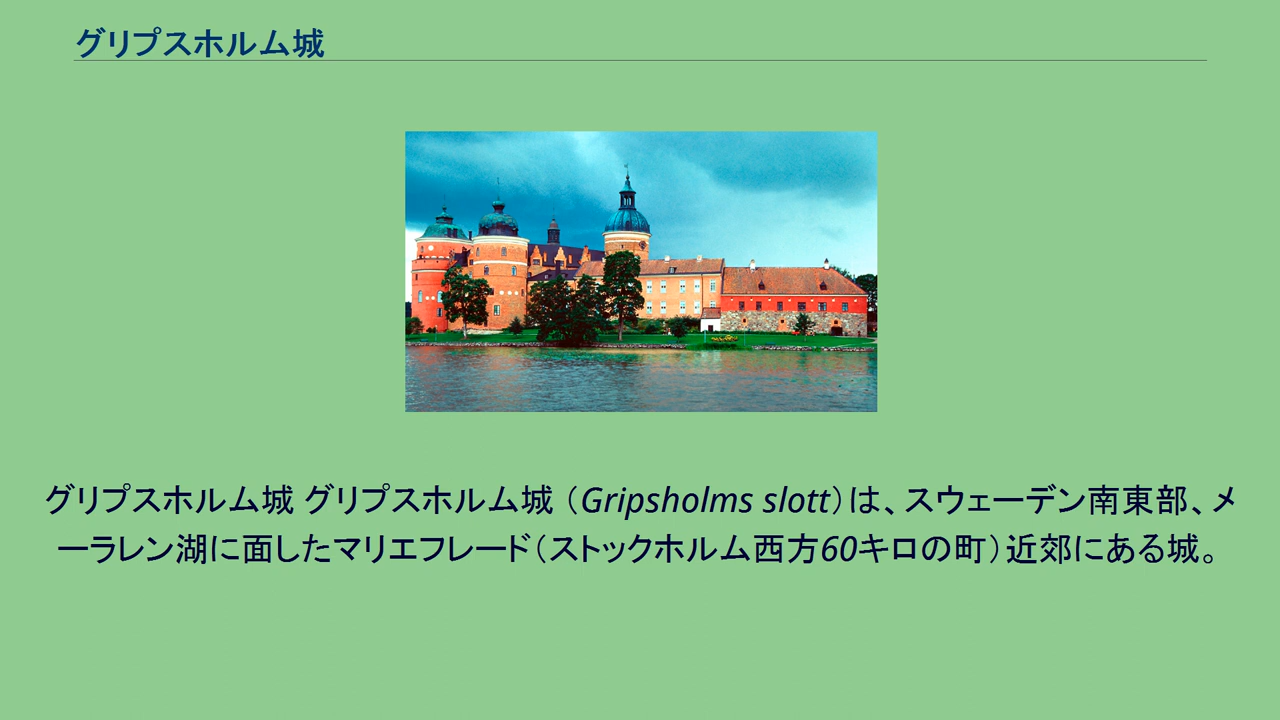 グリプスホルム城
グリプスホルム城 グリプスホルム城 （Gripsholms slott）は、スウェーデン南東部、メ
ーラレン湖に面したマリエフレード（ストックホルム西方60キロの町）近郊にある城。